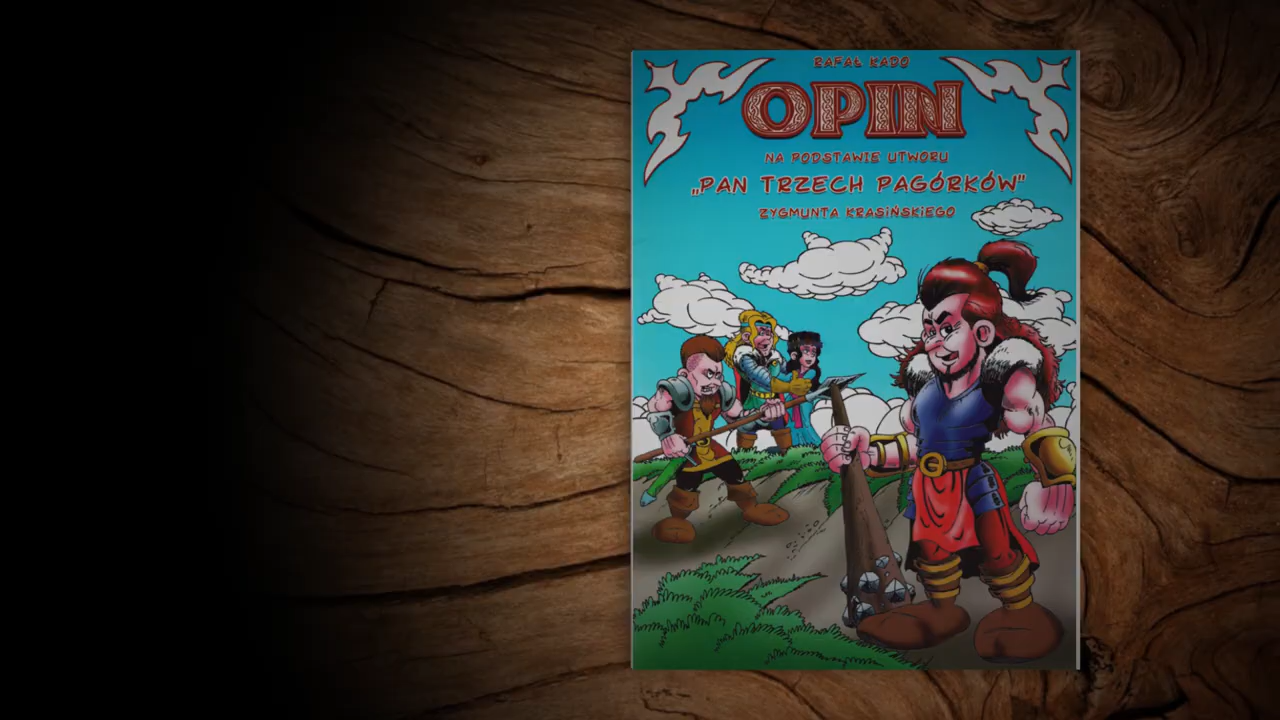 RAFAŁ KADO
OPIN
NA PODSTAWIE UTWORU
„PAN TRZECH PAGÓRKÓW”
ZYGMUNTA KRASIŃSKIEGO